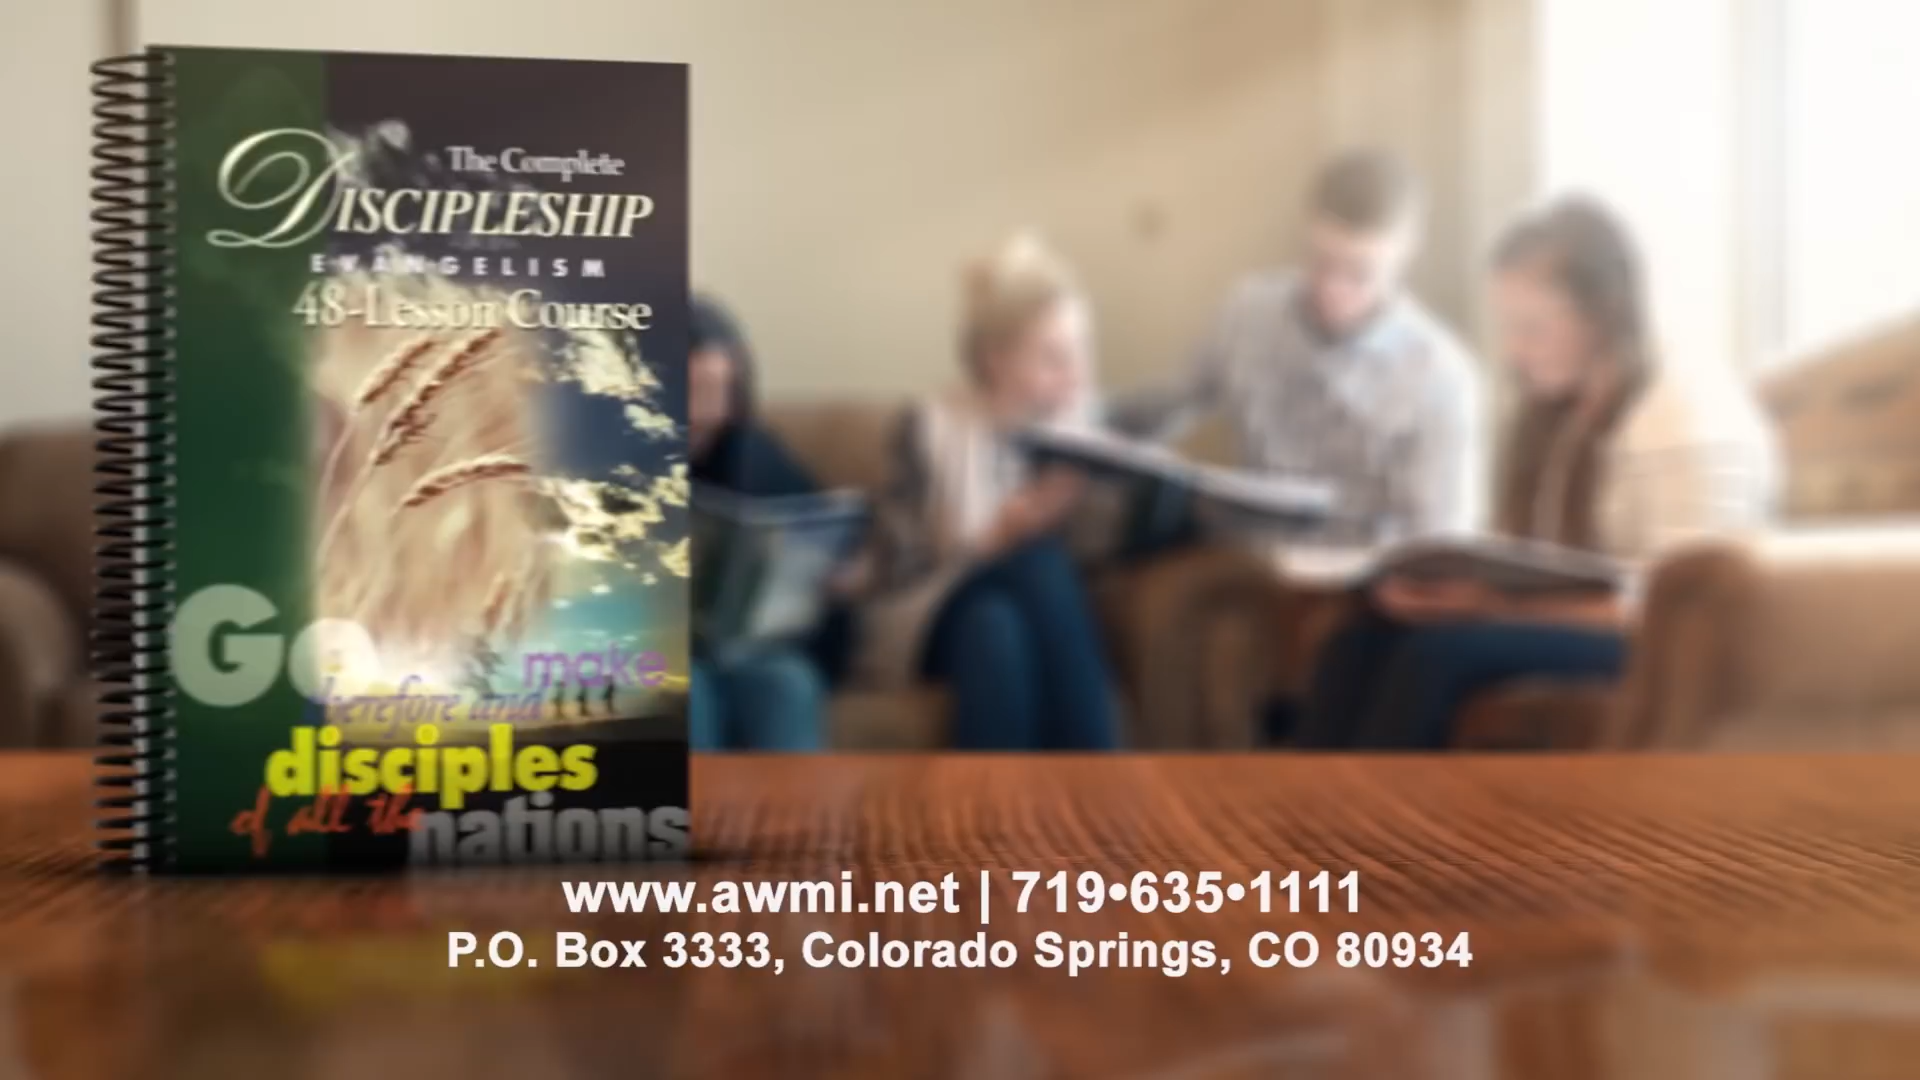 The Complete
DISCIPLESHIP
EVANGELISM
48-Lesson Course
Go
make
therefore and
disciples
of all the
nations
www.awmi.net | 719•635•1111
P.O. Box 3333, Colorado Springs, CO 80934